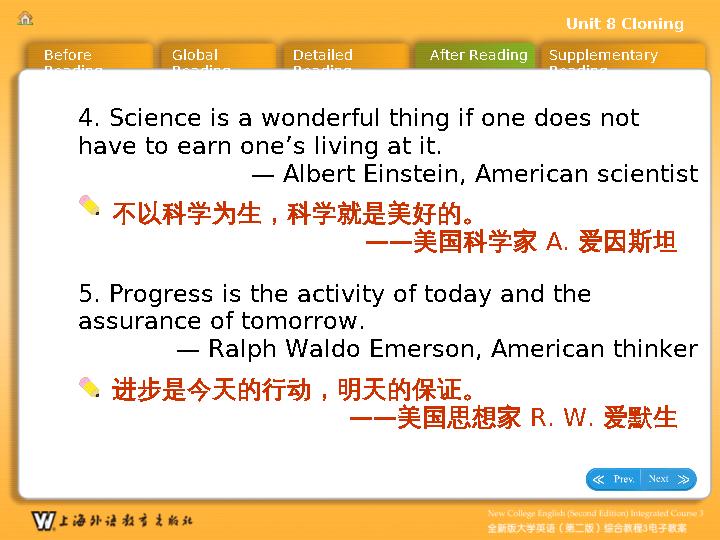 Unit 8 Cloning
Before Reading
Global Reading
Detailed Reading
After Reading
Supplementary Reading
4. Science is a wonderful thing if one does not
have to earn one’s living at it.
— Albert Einstein, American scientist
不以科学为生，科学就是美好的。
——美国科学家 A. 爱因斯坦
5. Progress is the activity of today and the
assurance of tomorrow.
— Ralph Waldo Emerson, American thinker
进步是今天的行动，明天的保证。
——美国思想家 R. W. 爱默生
Prev. Next
上海外语教育出版社
New College English (Second Edition) Integrated Course 3
全新版大学英语（第二版）综合教程3电子教案